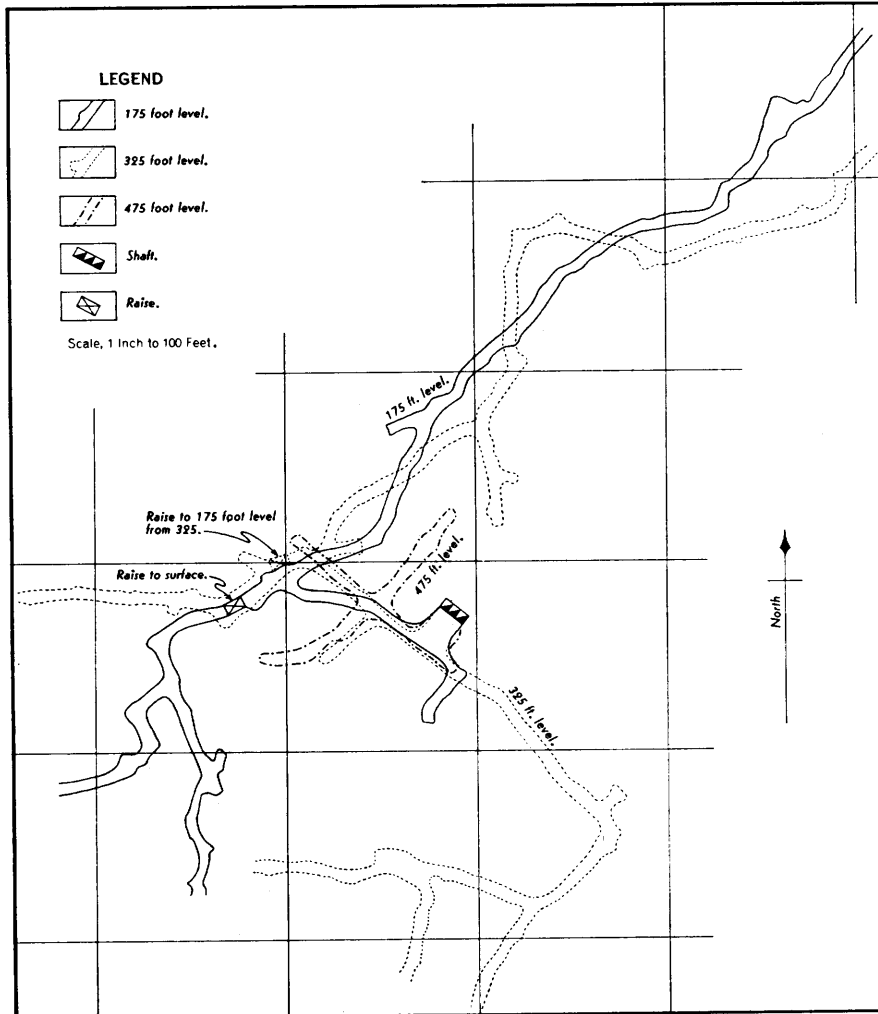 LEGEND
175 foot level.
325 foot level.
475 foot level.
Shaft.
Raise.
Scale, 1 Inch to 100 Feet.
175 ft. level.
Raise to 175 foot level
from 325.
Raise to surface.
475 ft. level.
325 ft. level.
North